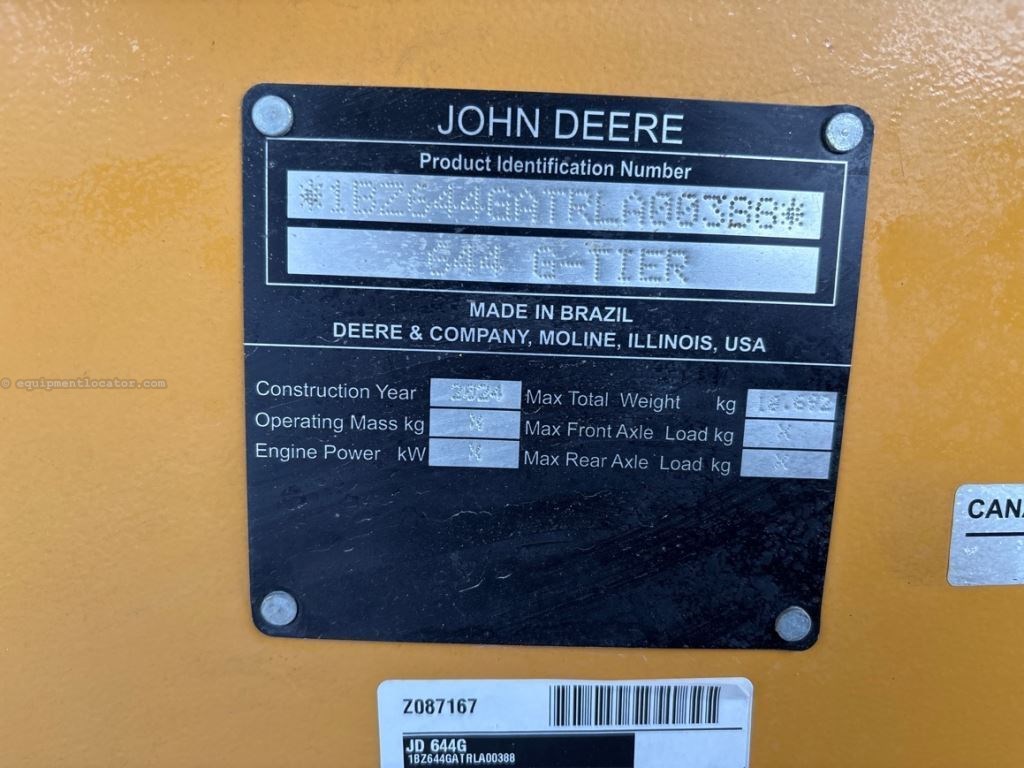 JOHN DEERE
Product Identification Number
*1BZ644GATRLA00388*
644 G-TIER
MADE IN BRAZIL
DEERE & COMPANY, MOLINE, ILLINOIS, USA
Construction Year 2024 Max Total Weight kg
Operating Mass kg X Max Front Axle Load kg X
Engine Power kW X Max Rear Axle Load kg X
© equipmentlocator.com
CANA
Z087167
JD 644G
1BZ644GATRLA00388